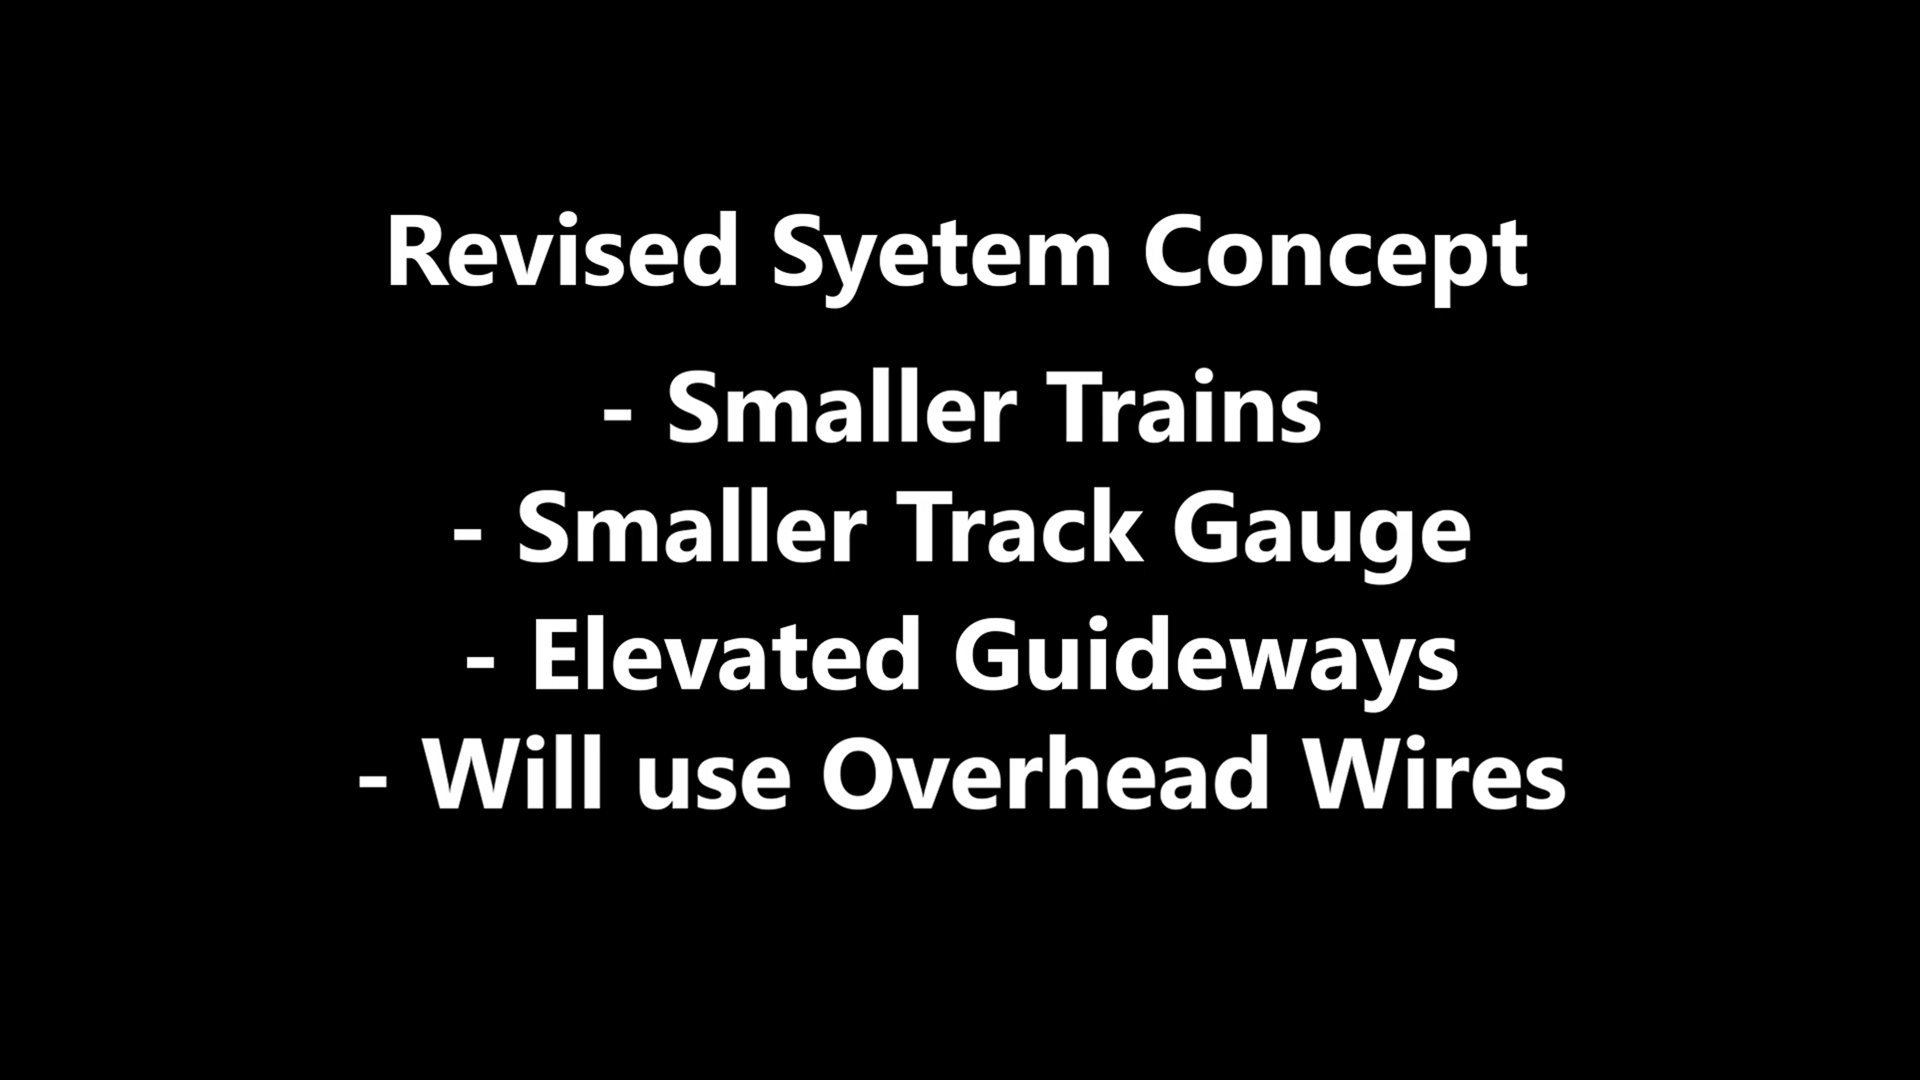 Revised Syetem Concept
- Smaller Trains
- Smaller Track Gauge
- Elevated Guideways
- Will use Overhead Wires